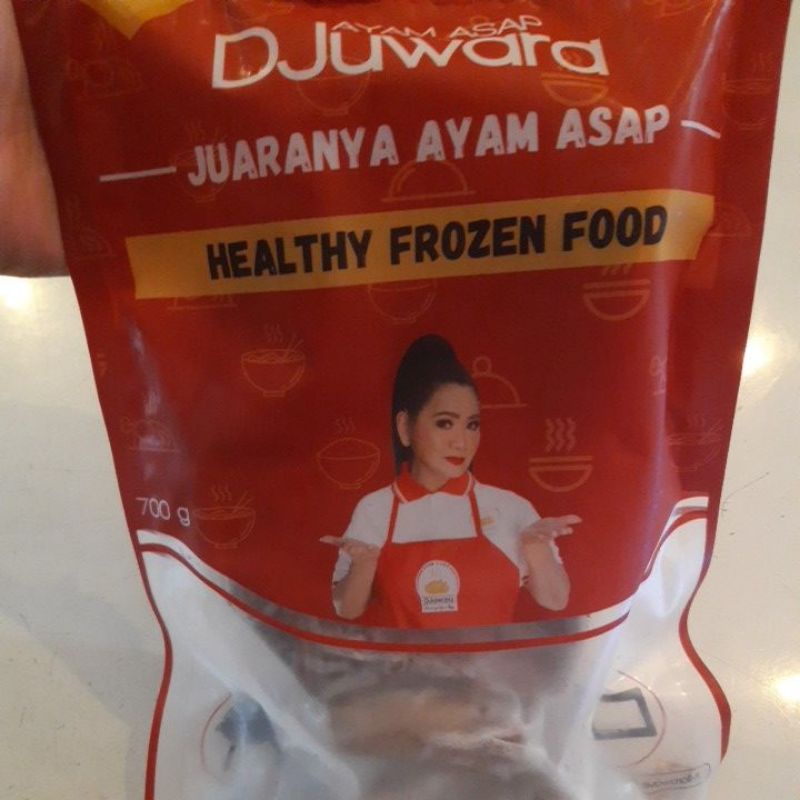 AYAM ASAP
DJuwara
JUARANYA AYAM ASAP
HEALTHY FROZEN FOOD
700 g